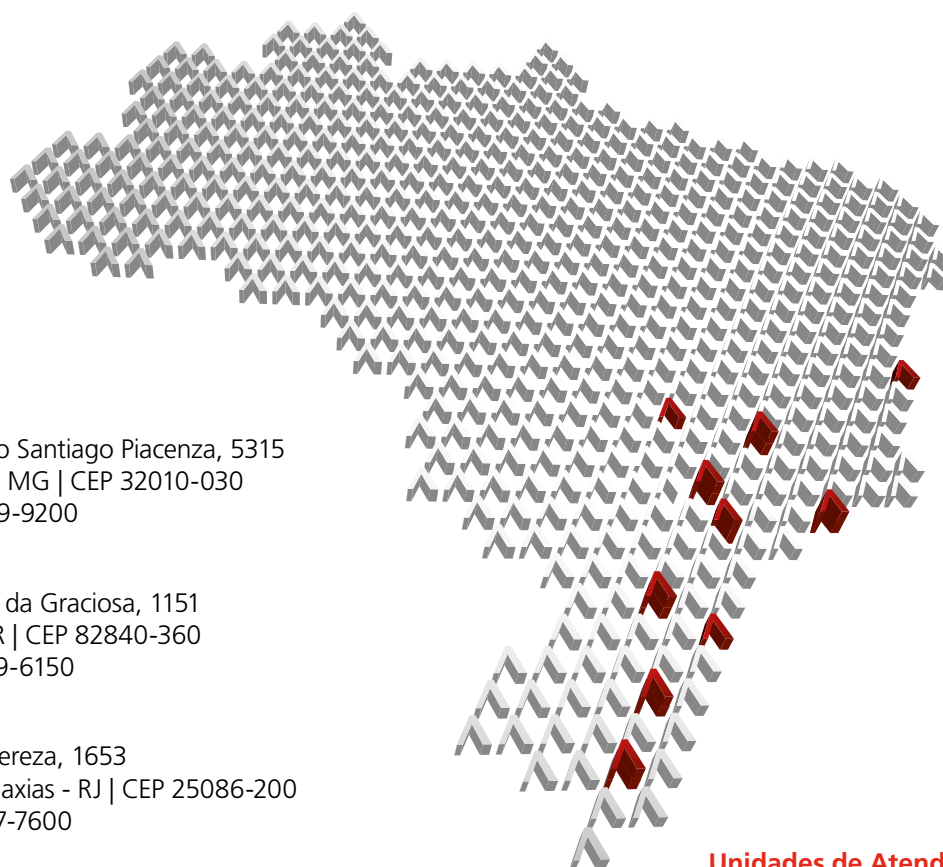 o Santiago Piacenza, 5315
MG | CEP 32010-030
9-9200
da Graciosa, 1151
R | CEP 82840-360
9-6150
ereza, 1653
axias - RJ | CEP 25086-200
7-7600
Unidades de Atend